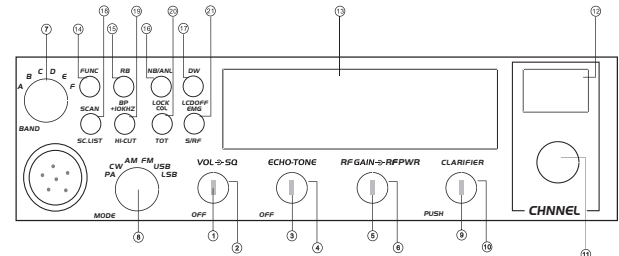 18 19 20 21
7 14 15 16 17 13 12
A B C D E F
FUNC RB NB/ANL DW
BP LOCK LCDOFF
SCAN +10KHZ COL EMG
BAND
SC.LIST HI-CUT TOT S/RF
PA CW AM FM USB LSB
VOL SQ ECHO-TONE RF GAIN RFPWR CLARIFIER
MODE OFF OFF PUSH
CHNNEL
8 1 2 3 4 5 6 9 10 11